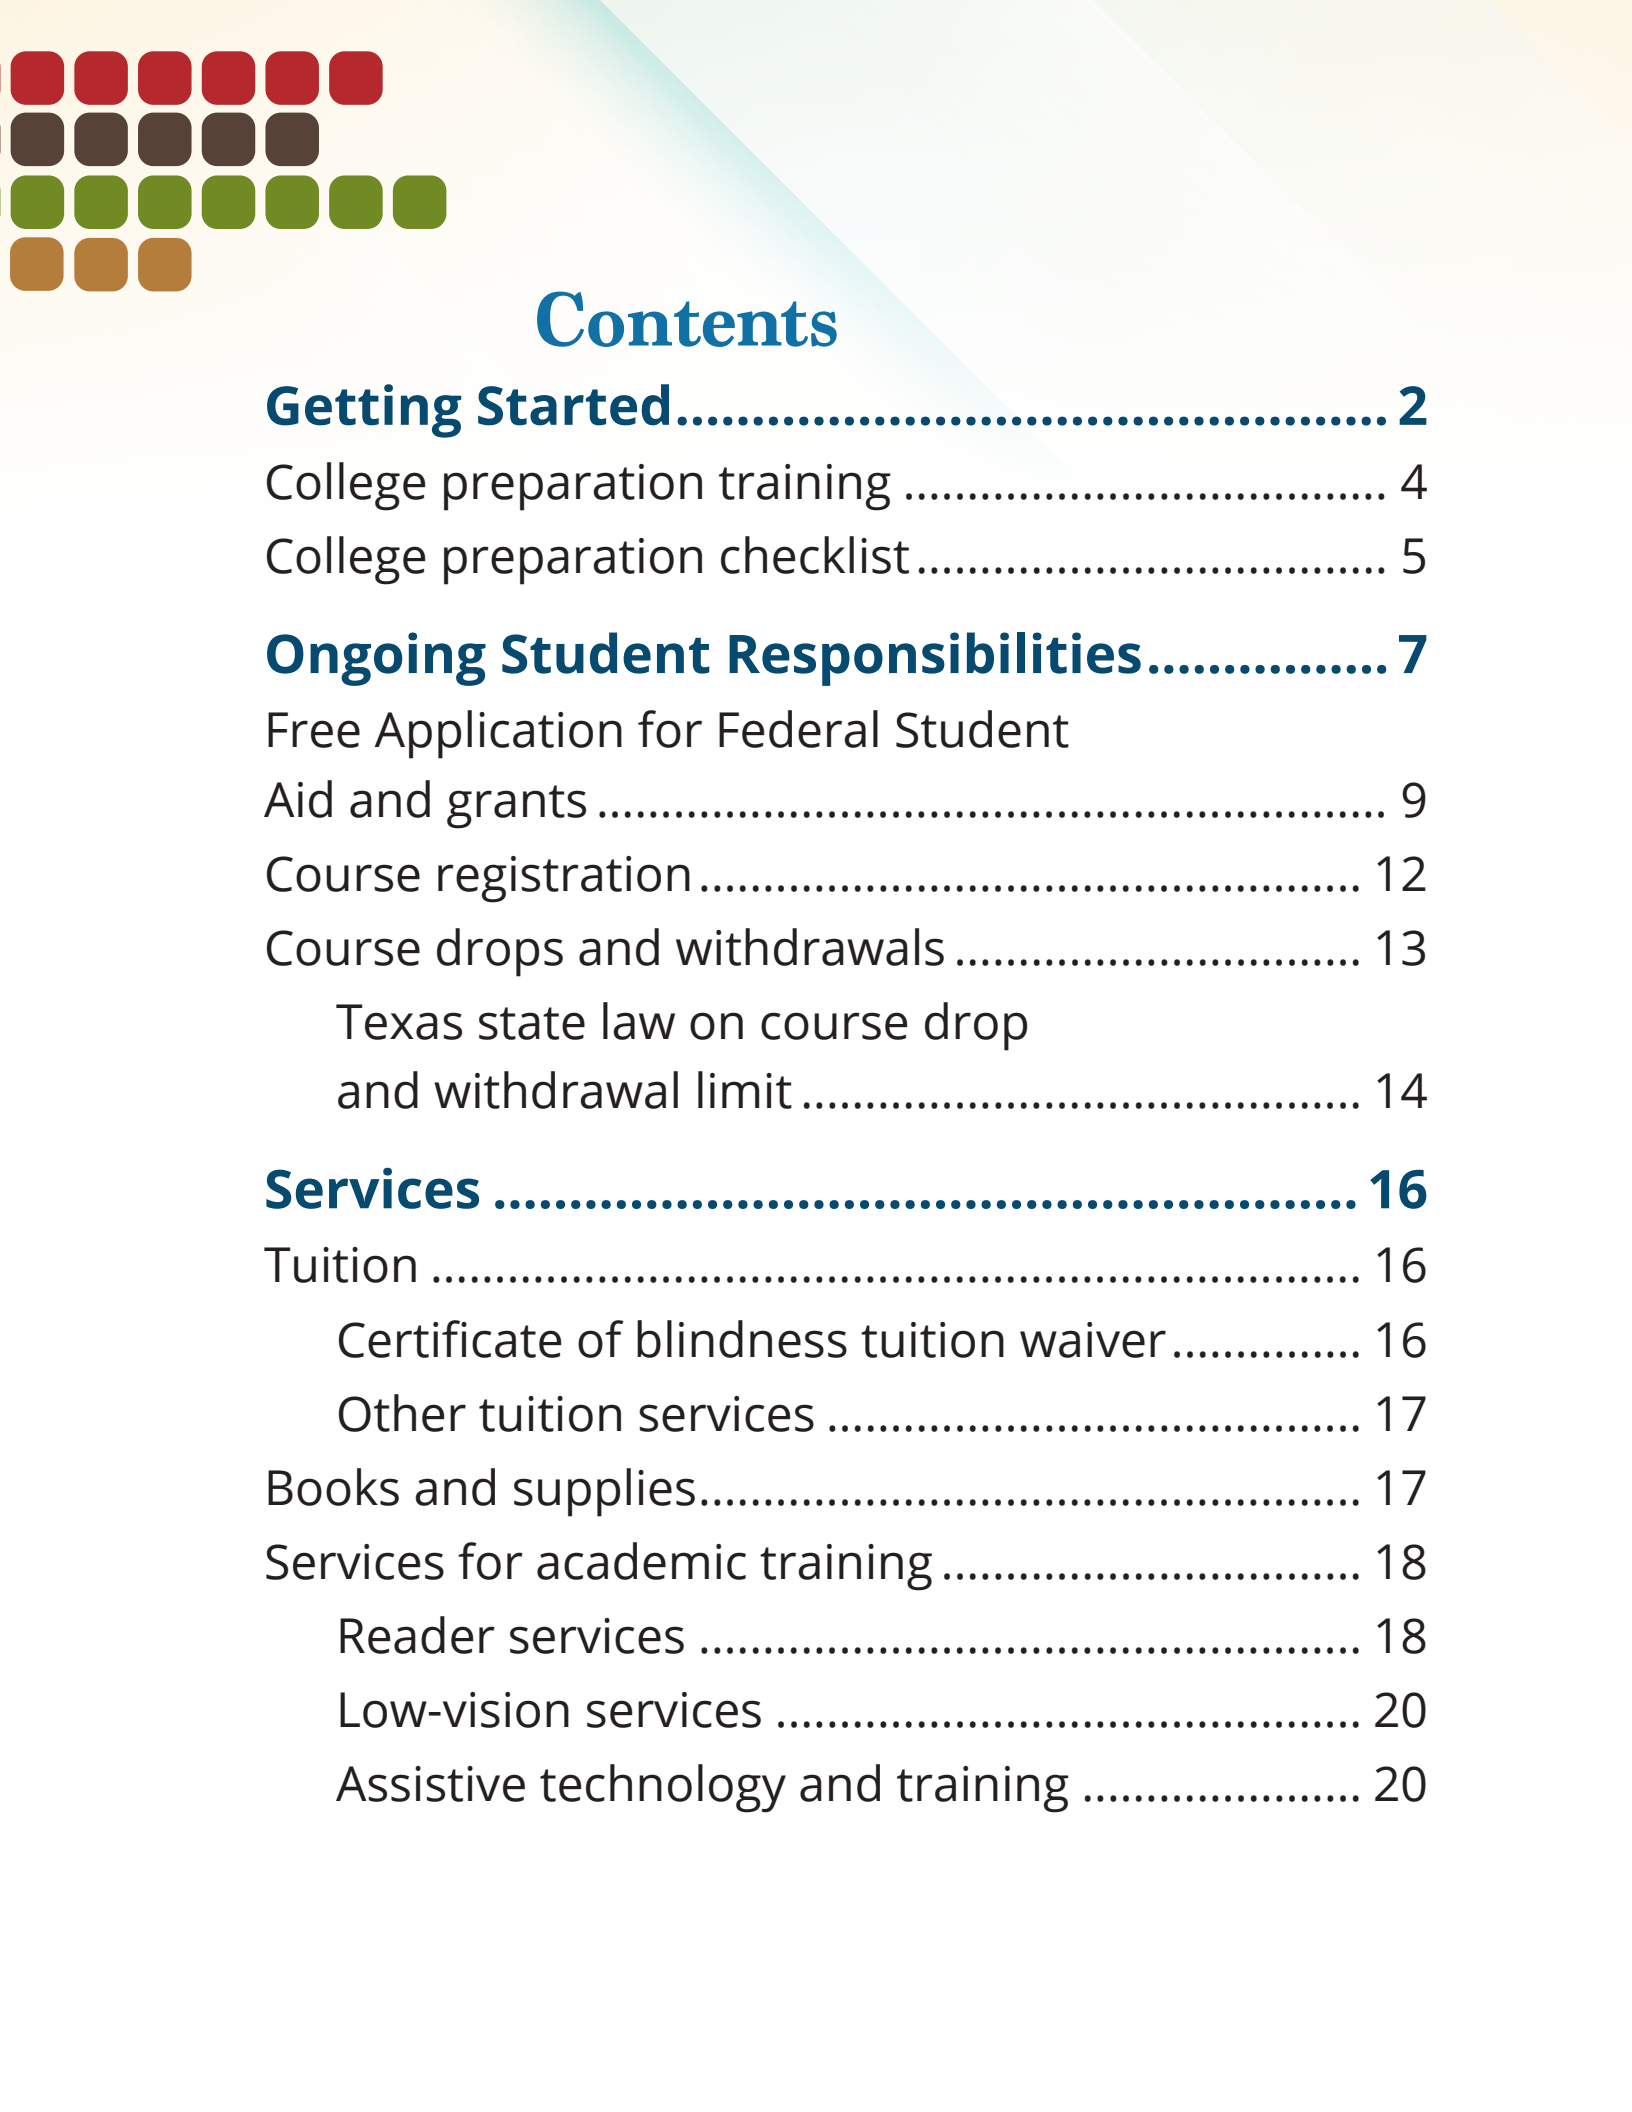 Contents
Getting Started............................................... 2
College preparation training ...................................... 4
College preparation checklist..................................... 5
Ongoing Student Responsibilities................ 7
Free Application for Federal Student
Aid and grants .............................................................. 9
Course registration.................................................... 12
Course drops and withdrawals ................................ 13
Texas state law on course drop
and withdrawal limit ............................................ 14
Services ......................................................... 16
Tuition ......................................................................... 16
Certificate of blindness tuition waiver............... 16
Other tuition services .......................................... 17
Books and supplies.................................................... 17
Services for academic training ................................. 18
Reader services .................................................... 18
Low-vision services .............................................. 20
Assistive technology and training ...................... 20